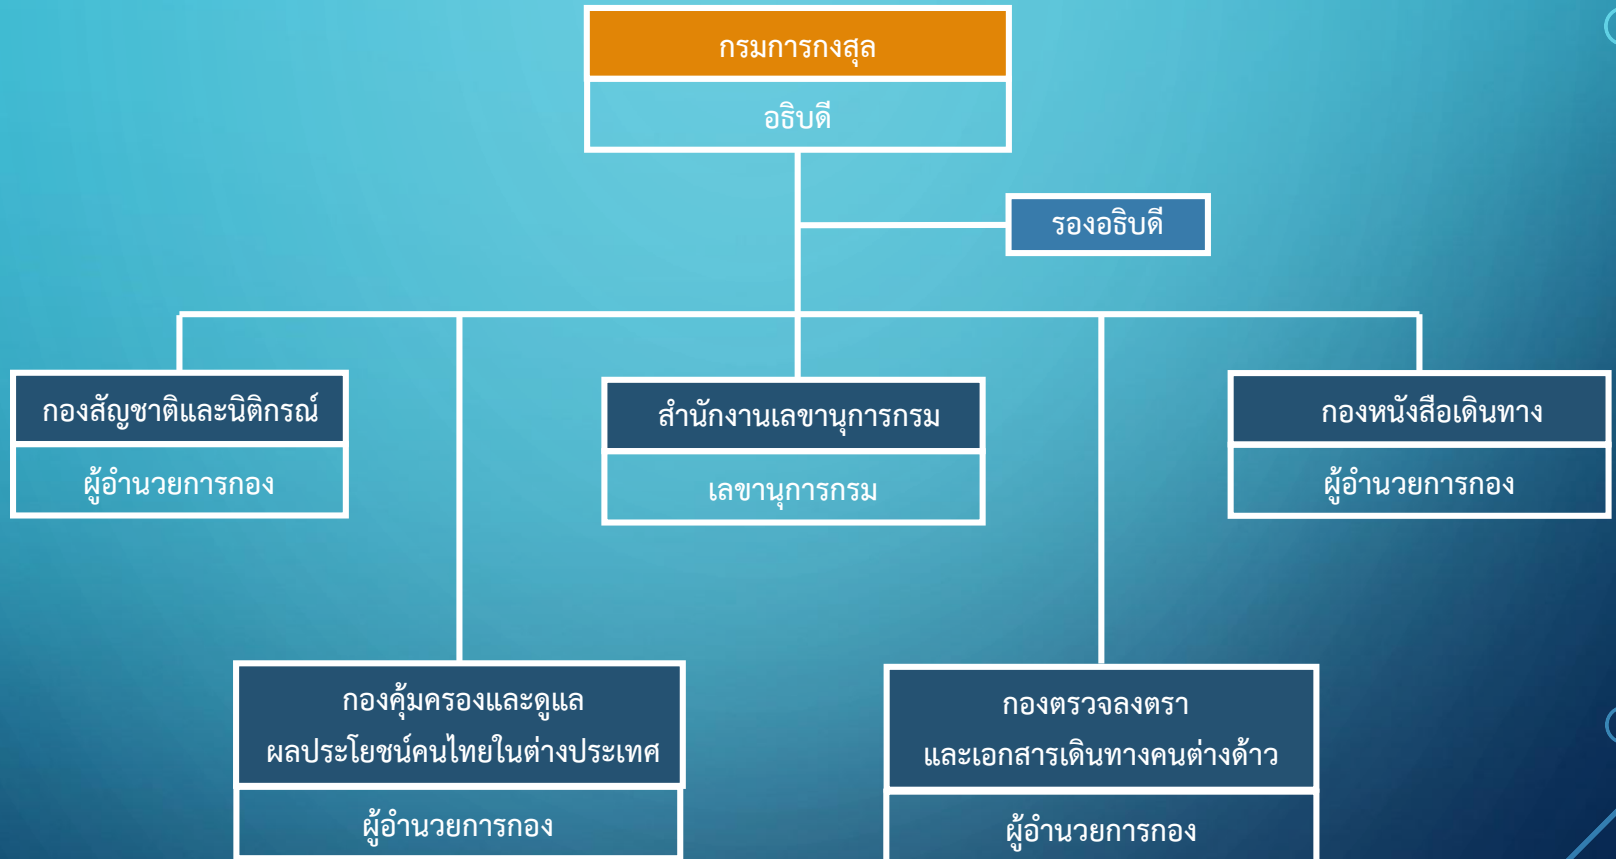 กรมการกงสุล
อธิบดี
รองอธิบดี
กองสัญชาติและนิติกรณ์
ผู้อำนวยการกอง
สำนักงานเลขานุการกรม
เลขานุการกรม
กองหนังสือเดินทาง
ผู้อำนวยการกอง
กองคุ้มครองและดูแล
ผลประโยชน์คนไทยในต่างประเทศ
ผู้อำนวยการกอง
กองตรวจลงตรา
และเอกสารเดินทางคนต่างด้าว
ผู้อำนวยการกอง